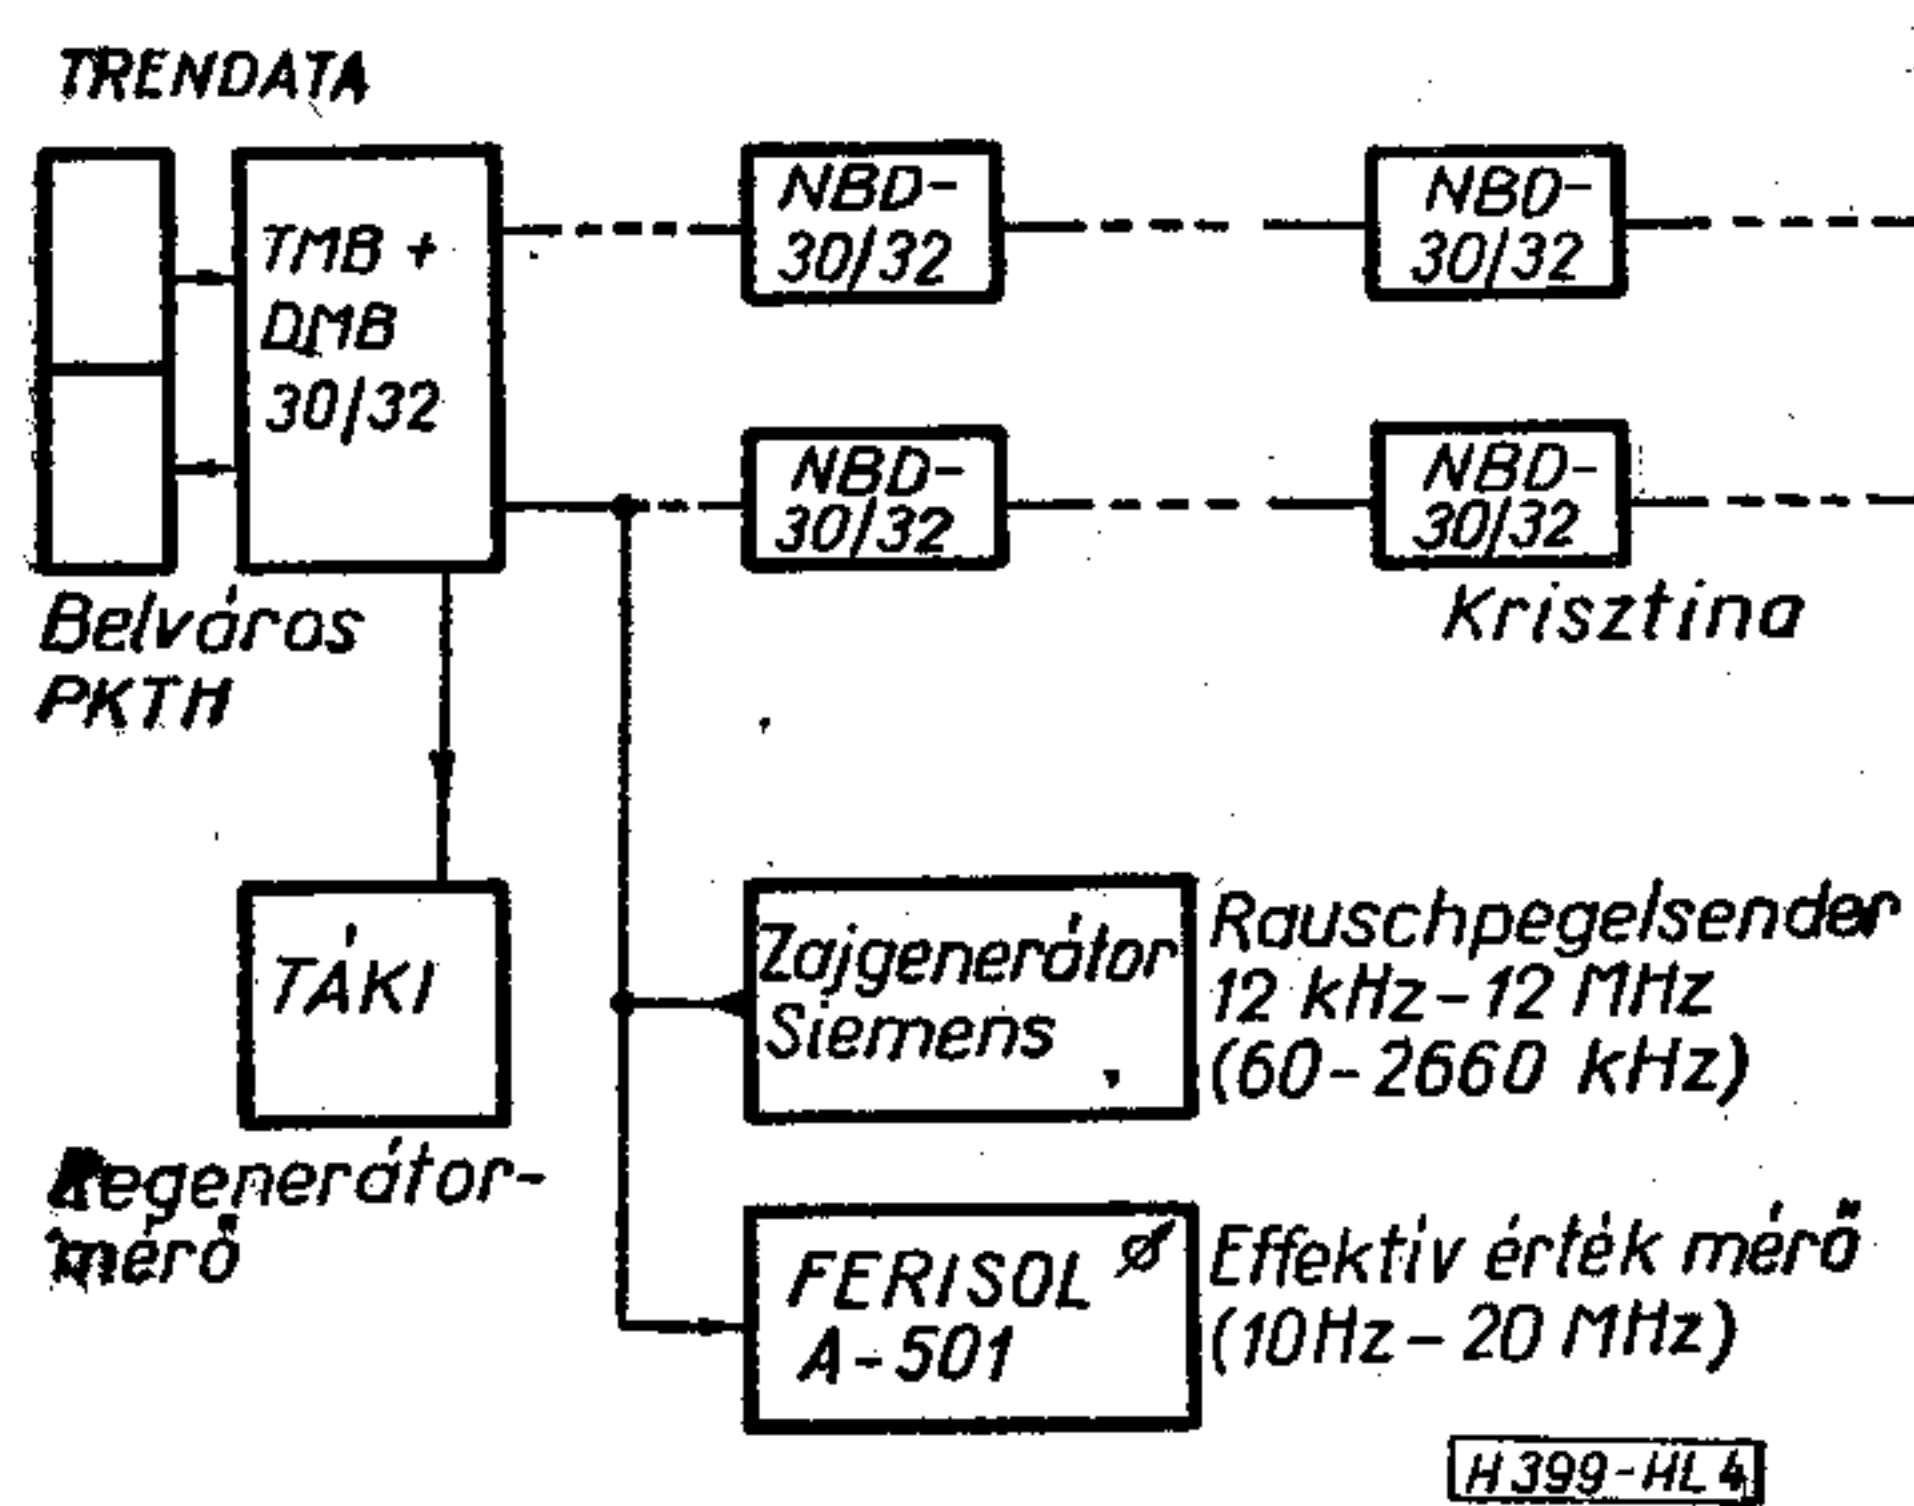 TRENDATA
TMB +
DMB
30/32
NBD-
30/32
NBD-
30/32
NBD-
30/32
NBD-
30/32
Belváros
PKTH
Krisztina
TÁKI
Regenerátor-
mérő
Zajgenerátor
Siemens
Rauschpegelsender
12 kHz - 12 MHz
(60 - 2660 kHz)
FERISOL
A-501
Effektív érték mérő
(10Hz - 20 MHz)
H399-HL4